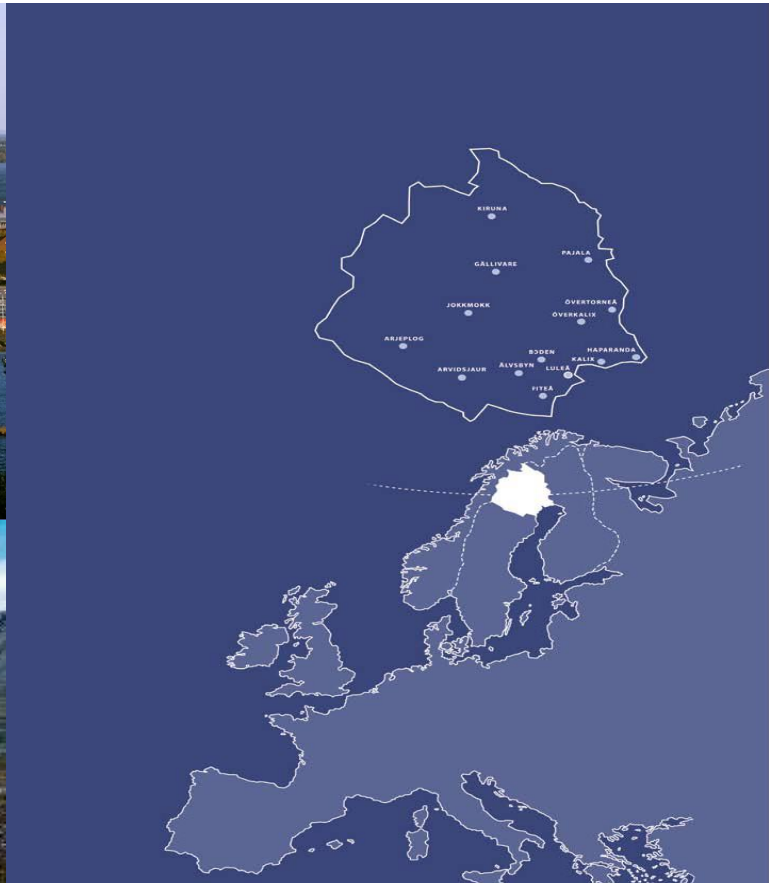 KIRUNA
PAJALA
GÄLLIVARE
JOKKMOKK
ÖVERTORNEÅ
ÖVERKALIX
ARJEPLOG
BODEN
HAPARANDA
KALIX
ÄLVSBYN
LULEÅ
ARVIDSJAUR
PITEÅ